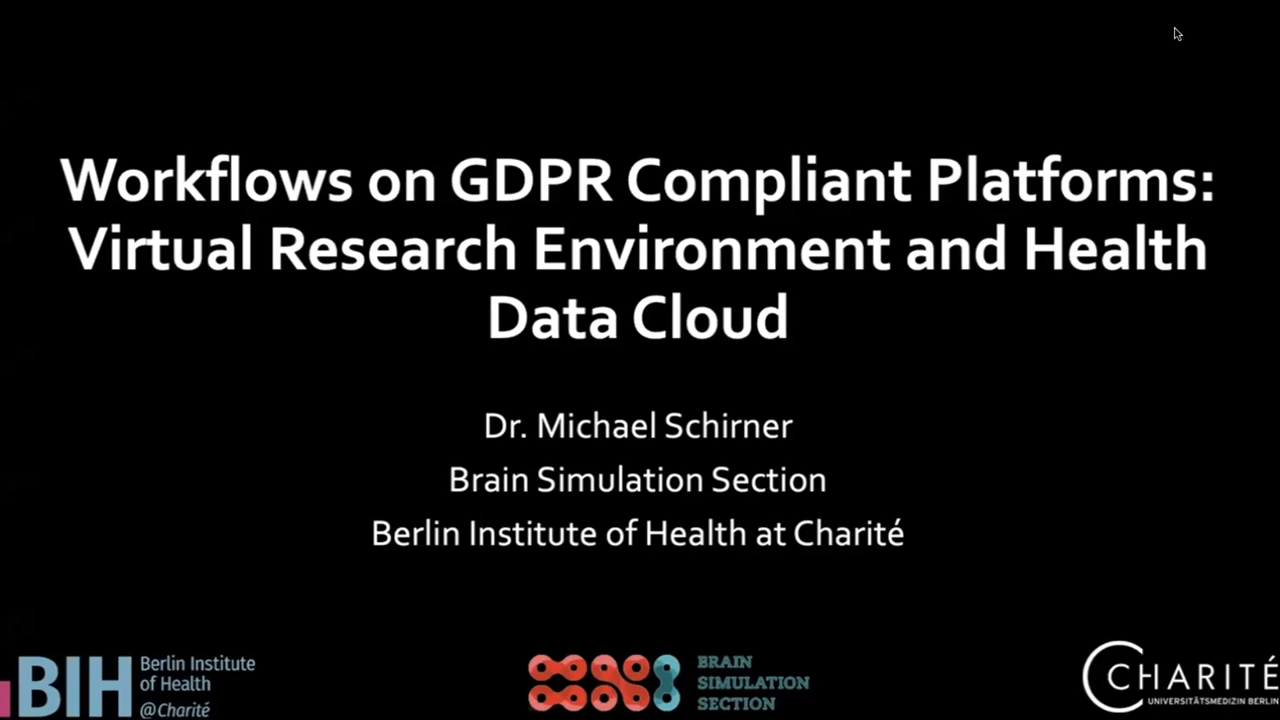 Workflows on GDPR Compliant Platforms:
Virtual Research Environment and Health
Data Cloud
Dr. Michael Schirner
Brain Simulation Section
Berlin Institute of Health at Charité
BIH
Berlin Institute
of Health
@Charité
BRAIN
SIMULATION
SECTION
CHARITÉ
UNIVERSITÄTSMEDIZIN BERLIN